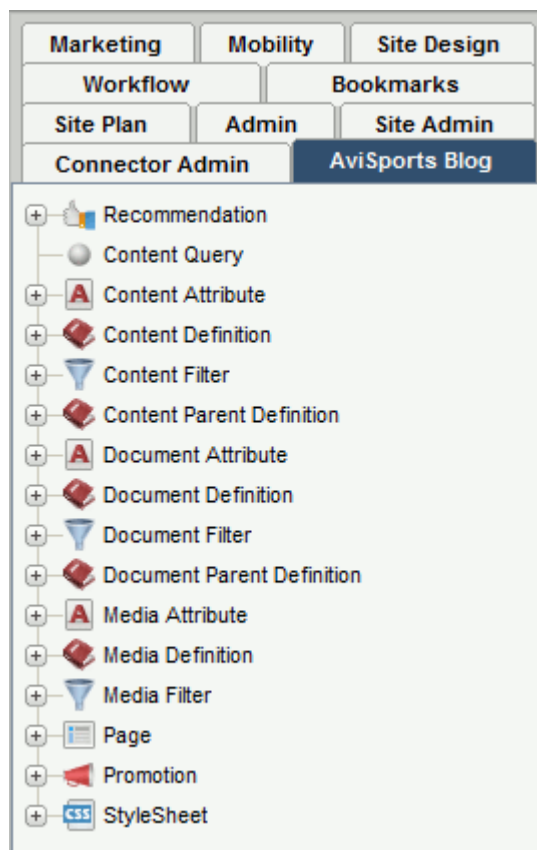 Marketing Mobility Site Design
Workflow Bookmarks
Site Plan Admin Site Admin
Connector Admin AviSports Blog
Recommendation
Content Query
A Content Attribute
Content Definition
Content Filter
Content Parent Definition
A Document Attribute
Document Definition
Document Filter
Document Parent Definition
A Media Attribute
Media Definition
Media Filter
Page
Promotion
CSS StyleSheet